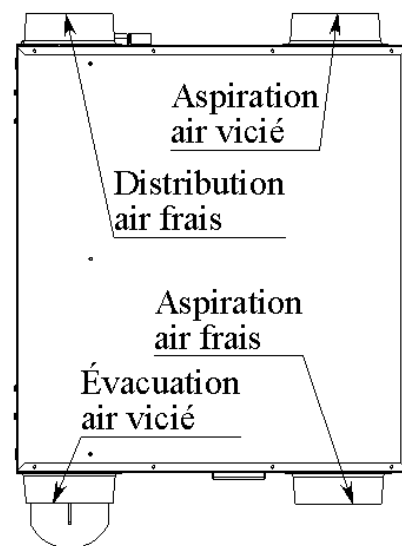 Aspiration
air vicié
Distribution
air frais
Aspiration
air frais
Évacuation
air vicié